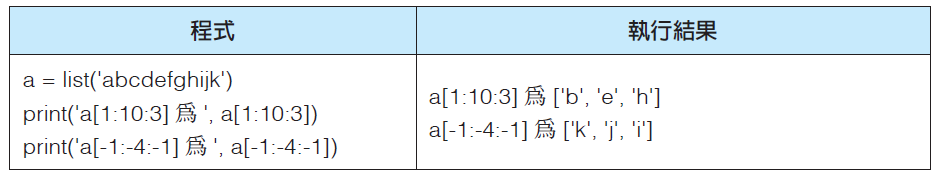 程式
執行結果
a = list('abcdefghijk')
print('a[1:10:3] 爲 ', a[1:10:3])
print('a[-1:-4:-1] 爲 ', a[-1:-4:-1])
a[1:10:3] 爲 ['b', 'e', 'h']
a[-1:-4:-1] 爲 ['k', 'j', 'i']